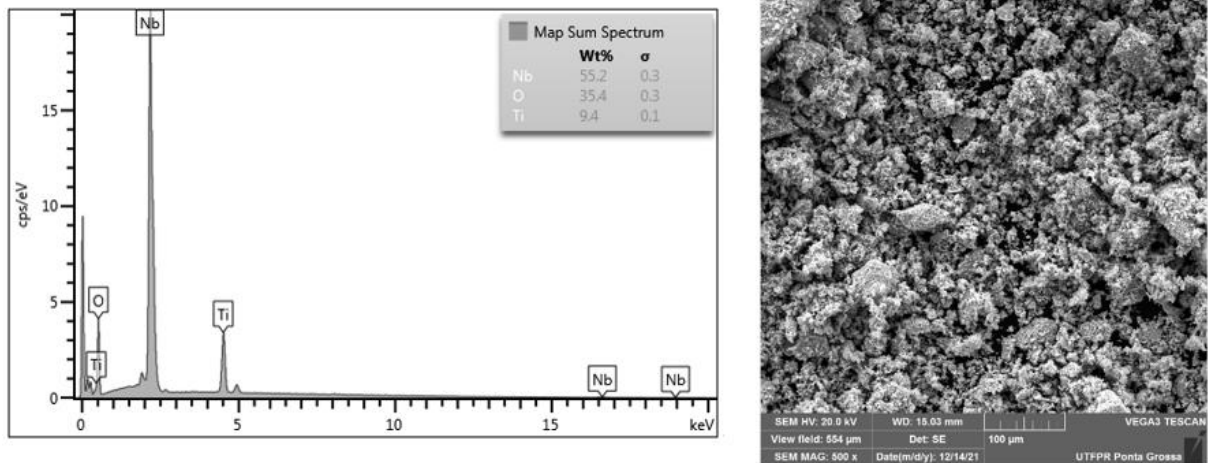 Nb
Map Sum Spectrum
Wt% σ
Nb 55.2 0.3
O 35.4 0.3
Ti 9.4 0.1
15
10
5
0
cps/eV
O
Ti
Ti
Nb
Nb
0 5 10 15 keV
SEM HV: 20.0 kV WD: 15.03 mm VEGA3 TESCAN
View field: 554 µm Det: SE 100 µm
SEM MAG: 500 x Date(m/d/y): 12/14/21 UTFPR Ponta Grossa